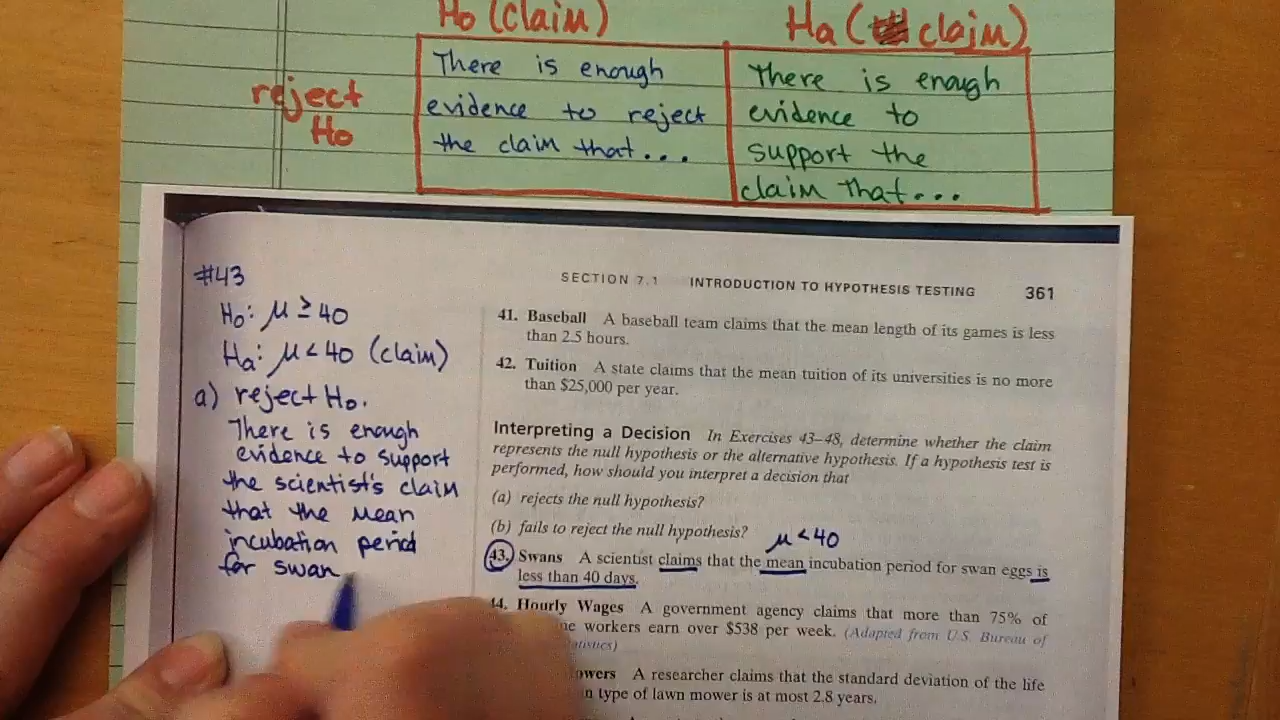 Ho (claim)
Ha (claim)
reject
Ho
There is enough
evidence to reject
the claim that...
There is enough
evidence to
support the
claim that...
#43
Ho: μ ≥ 40
Ha: μ < 40 (claim)
a) reject Ho.
There is enough
evidence to support
the scientist's claim
that the mean
incubation period
for swan
SECTION 7.1 INTRODUCTION TO HYPOTHESIS TESTING 361
41. Baseball A baseball team claims that the mean length of its games is less
than 2.5 hours.
42. Tuition A state claims that the mean tuition of its universities is no more
than $25,000 per year.
Interpreting a Decision In Exercises 43–48, determine whether the claim
represents the null hypothesis or the alternative hypothesis. If a hypothesis test is
performed, how should you interpret a decision that
(a) rejects the null hypothesis?
(b) fails to reject the null hypothesis?
μ < 40
43. Swans A scientist claims that the mean incubation period for swan eggs is
less than 40 days.
44. Hourly Wages A government agency claims that more than 75% of
workers earn over $538 per week. (Adapted from U.S. Bureau of
A researcher claims that the standard deviation of the life
type of lawn mower is at most 2.8 years.